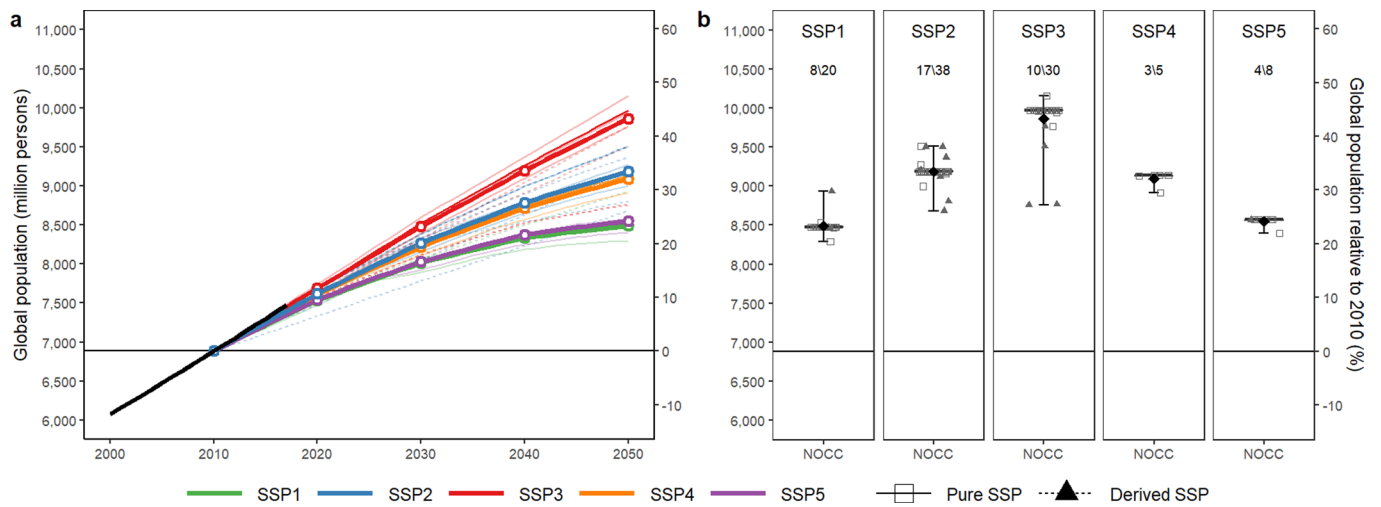 a
Global population (million persons)
11,000
10,500
10,000
9,500
9,000
8,500
8,000
7,500
7,000
6,500
6,000
60
50
40
30
20
10
0
-10
2000
2010
2020
2030
2040
2050
b
11,000
10,500
10,000
9,500
9,000
8,500
8,000
7,500
7,000
6,500
6,000
SSP1
SSP2
SSP3
SSP4
SSP5
8\20
17\38
10\30
3\5
4\8
NOCC
NOCC
NOCC
NOCC
NOCC
60
50
40
30
20
10
0
-10
Global population relative to 2010 (%)
SSP1
SSP2
SSP3
SSP4
SSP5
Pure SSP
Derived SSP